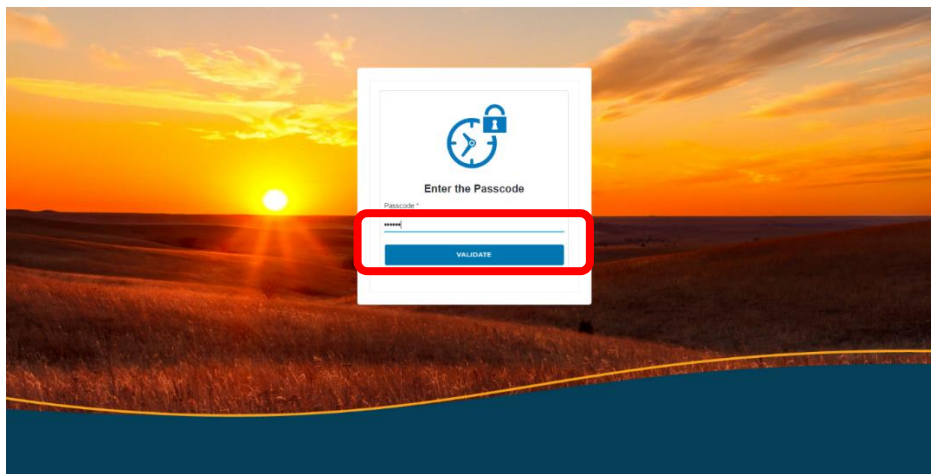 Enter the Passcode
Passcode *
••••••
VALIDATE